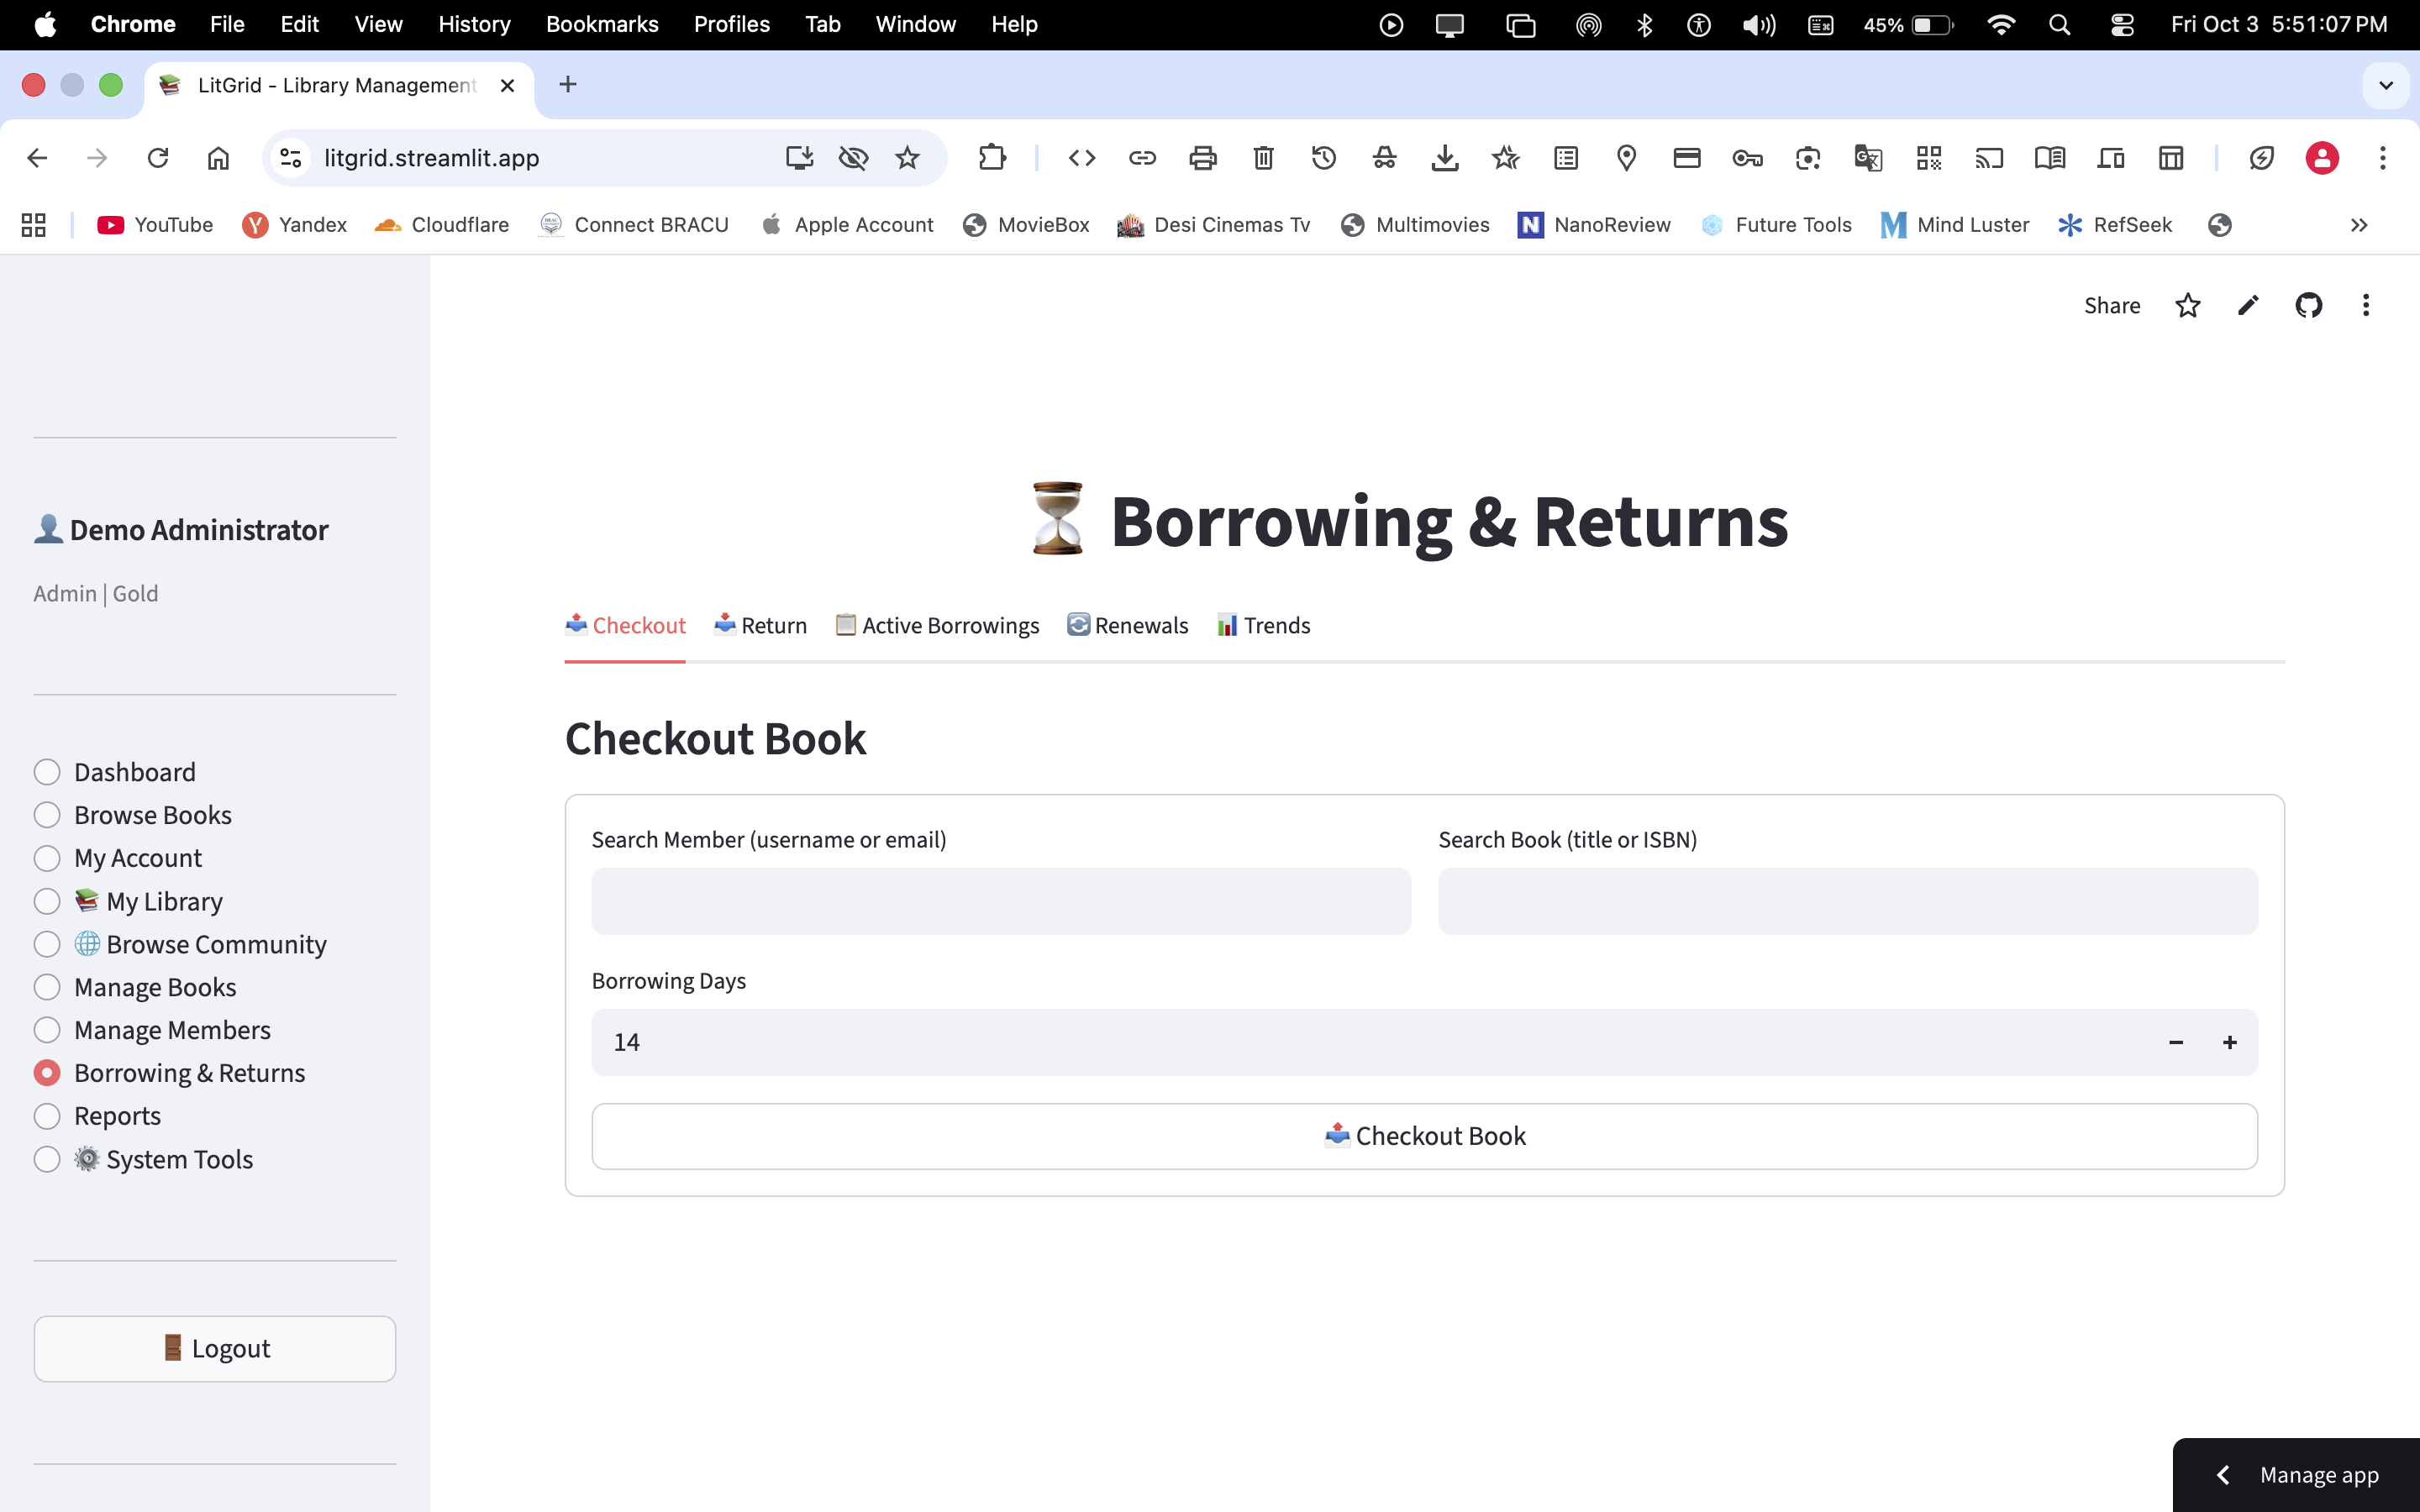 Chrome File Edit View History Bookmarks Profiles Tab Window Help 45% Fri Oct 3 5:51:07 PM
LitGrid - Library Management
litgrid.streamlit.app
YouTube Yandex Cloudflare Connect BRACU Apple Account MovieBox Desi Cinemas Tv Multimovies NanoReview Future Tools Mind Luster RefSeek
Share
Demo Administrator
Admin | Gold
Dashboard
Browse Books
My Account
My Library
Browse Community
Manage Books
Manage Members
Borrowing & Returns
Reports
System Tools
Logout
Borrowing & Returns
Checkout Return Active Borrowings Renewals Trends
Checkout Book
Search Member (username or email) Search Book (title or ISBN)
Borrowing Days
14
Checkout Book
Manage app